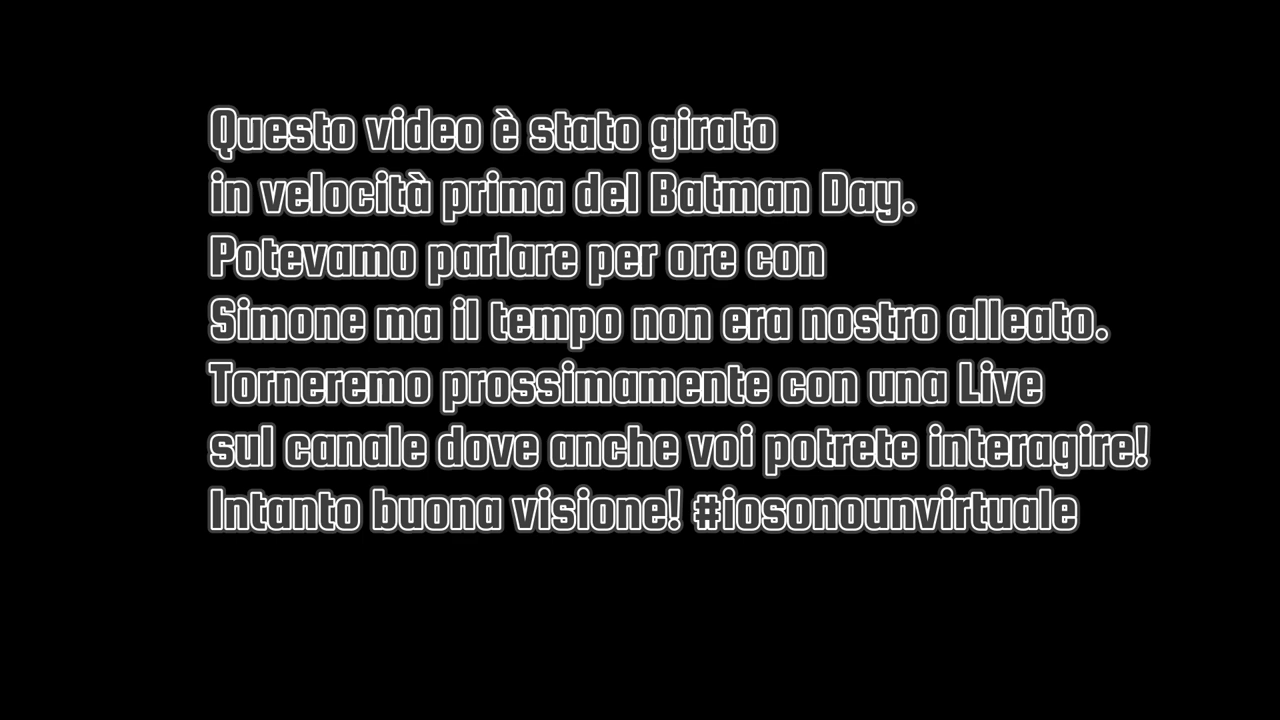 Questo video è stato girato
in velocità prima del Batman Day.
Potevamo parlare per ore con
Simone ma il tempo non era nostro alleato.
Torneremo prossimamente con una Live
sul canale dove anche voi potrete interagire!
Intanto buona visione! #iosonounvirtuale